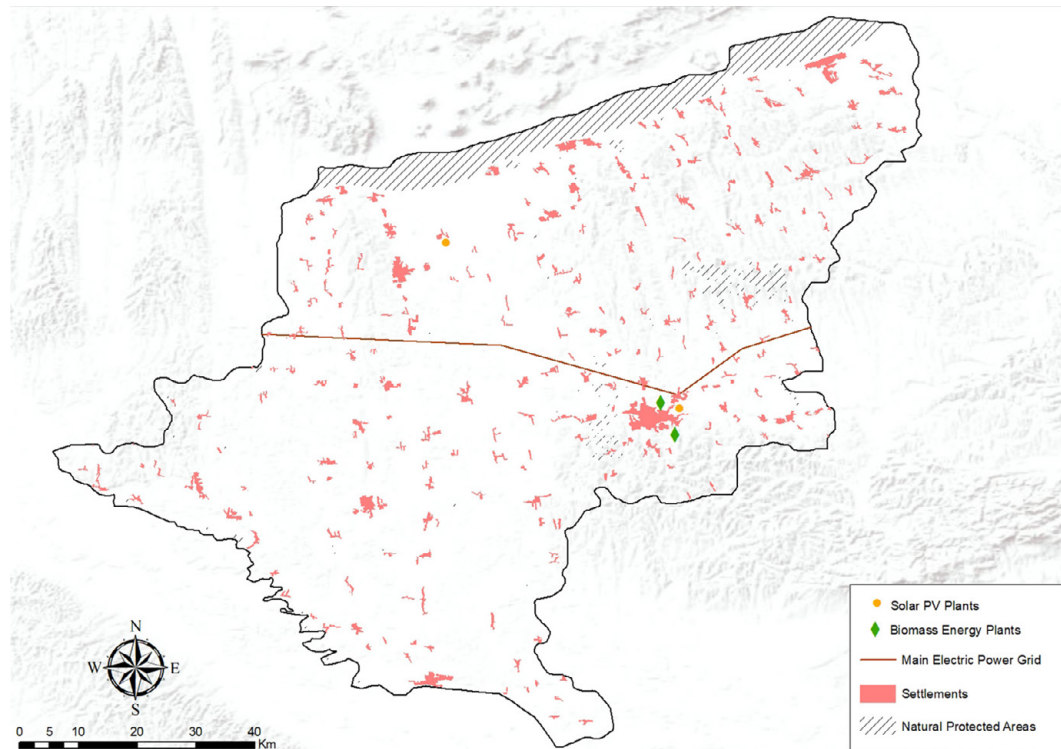 Solar PV Plants
Biomass Energy Plants
Main Electric Power Grid
Settlements
Natural Protected Areas
N
W E
S
0 5 10 20 30 40
Km